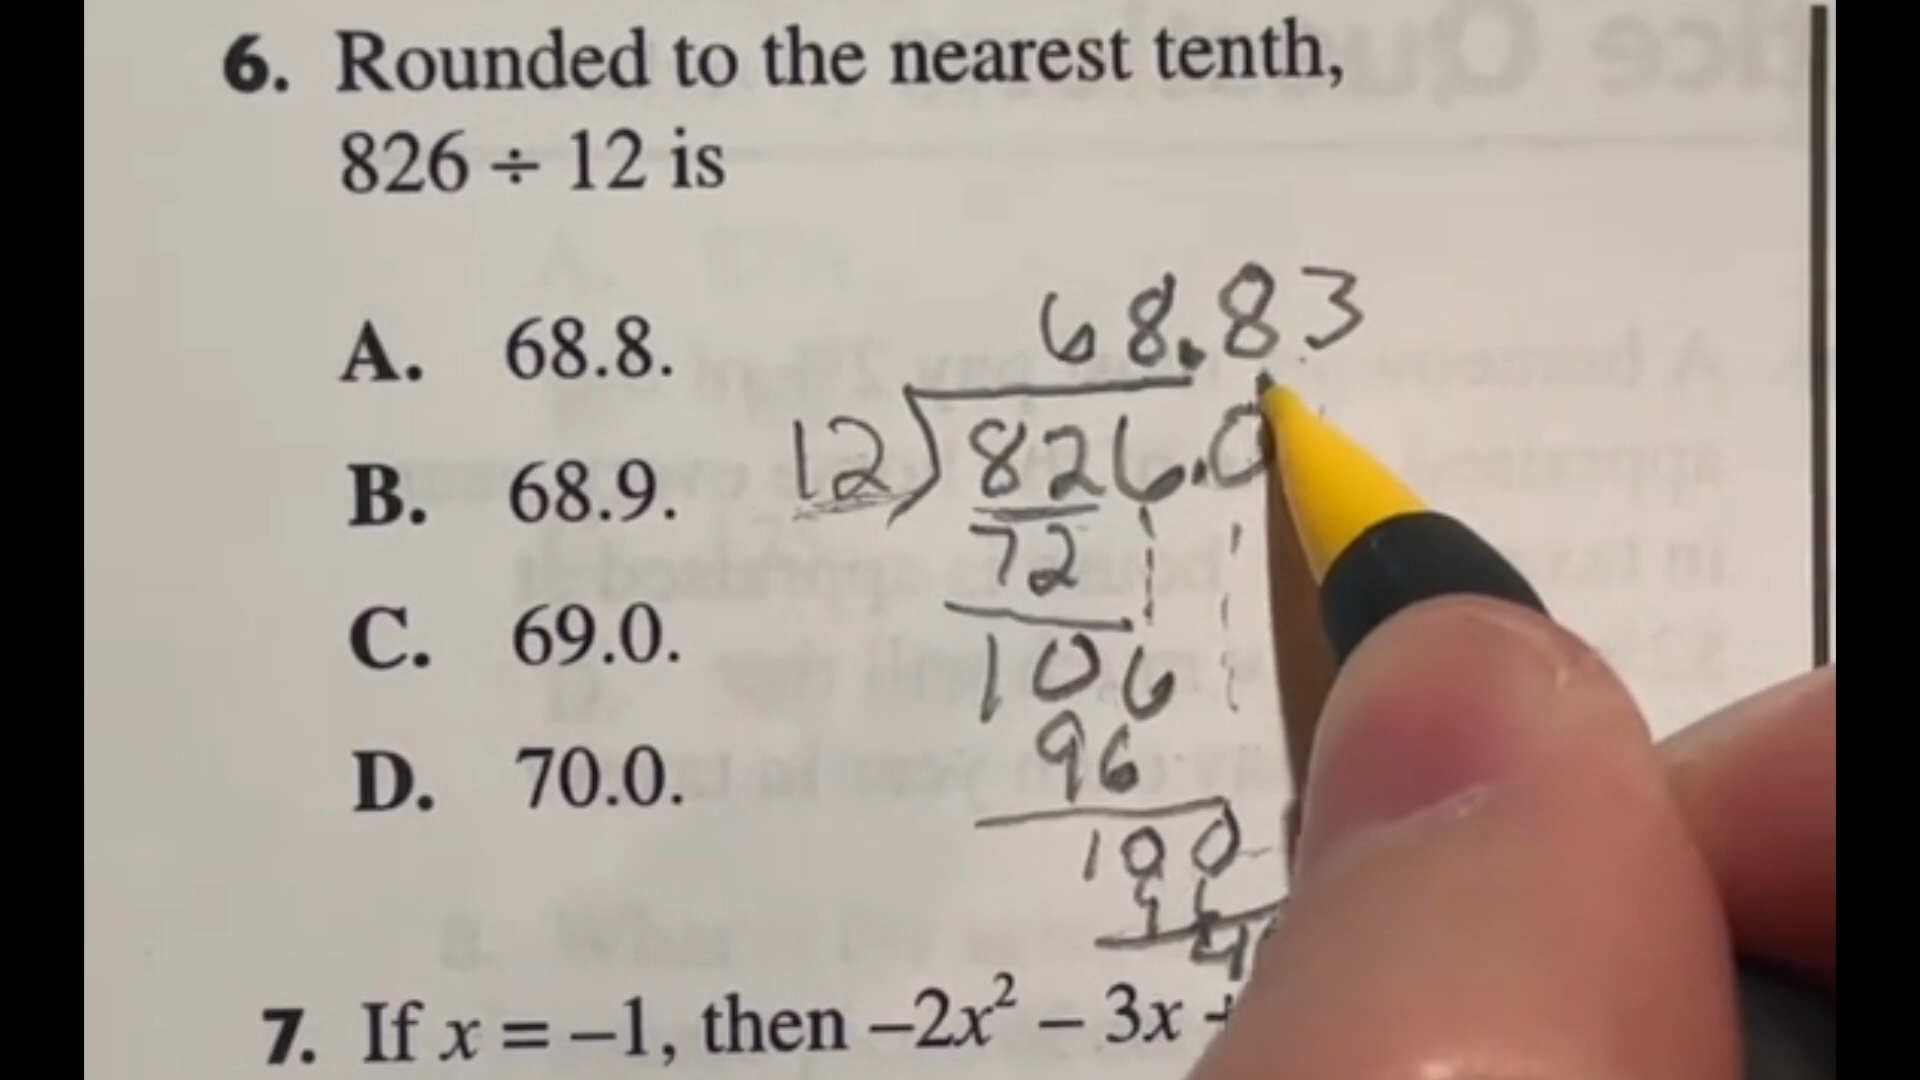 6. Rounded to the nearest tenth,
826 ÷ 12 is
A. 68.8.
B. 68.9.
C. 69.0.
D. 70.0.
68.83
12 826.0
72
106
96
100
96
7. If x = –1, then –2x² – 3x +